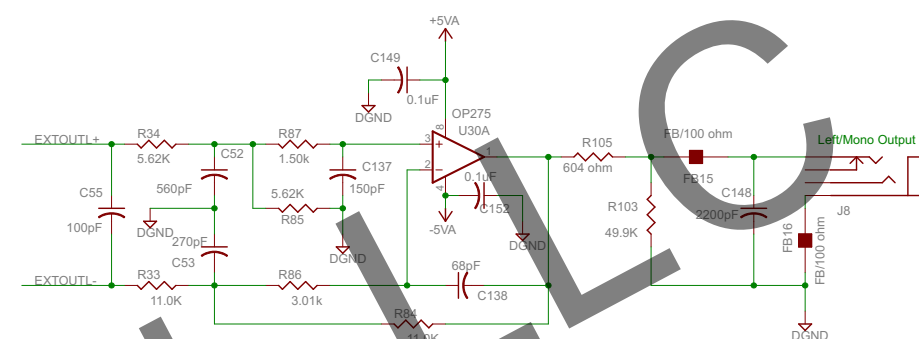 +5VA
C149
0.1uF
DGND
OP275
U30A
8
3
+
2
-
1
4
EXTOUTL+
R34
5.62K
C52
560pF
R87
1.50k
C137
150pF
5.62K
R85
C55
100pF
DGND
270pF
C53
DGND
-5VA
0.1uF
C152
DGND
R105
604 ohm
FB/100 ohm
FB15
Left/Mono Output
R103
49.9K
C148
2200pF
J8
FB16
FB/100 ohm
EXTOUTL-
R33
11.0K
R86
3.01k
68pF
C138
R84
11.0K
DGND
LLC